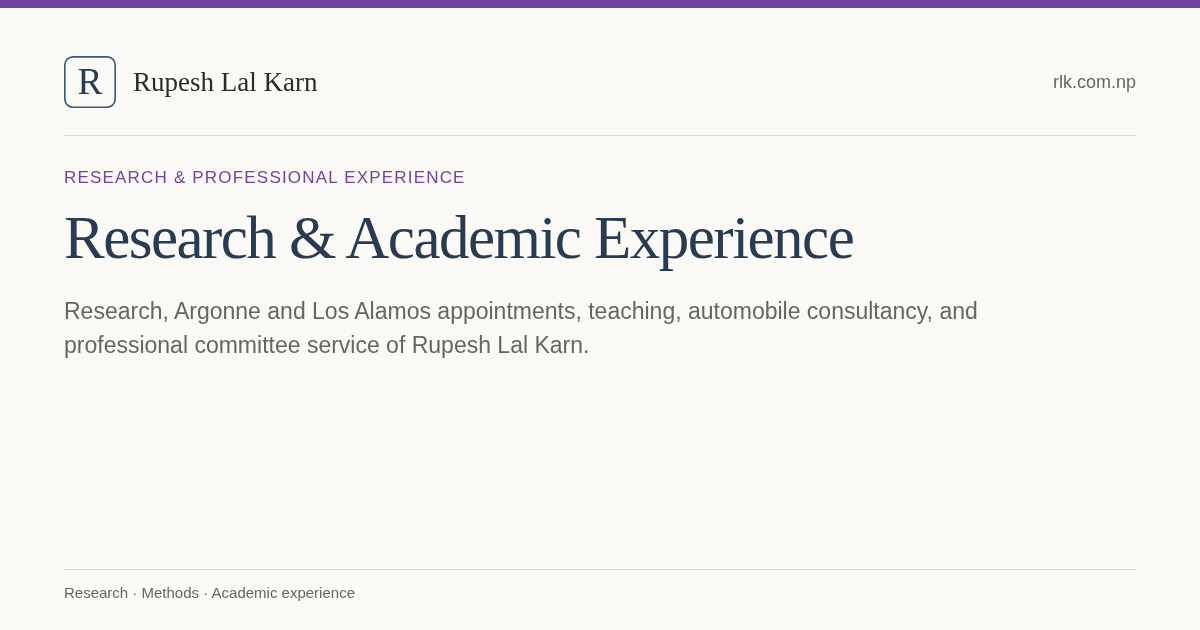 R
Rupesh Lal Karn
rlk.com.np
RESEARCH & PROFESSIONAL EXPERIENCE
Research & Academic Experience
Research, Argonne and Los Alamos appointments, teaching, automobile consultancy, and
professional committee service of Rupesh Lal Karn.
Research · Methods · Academic experience